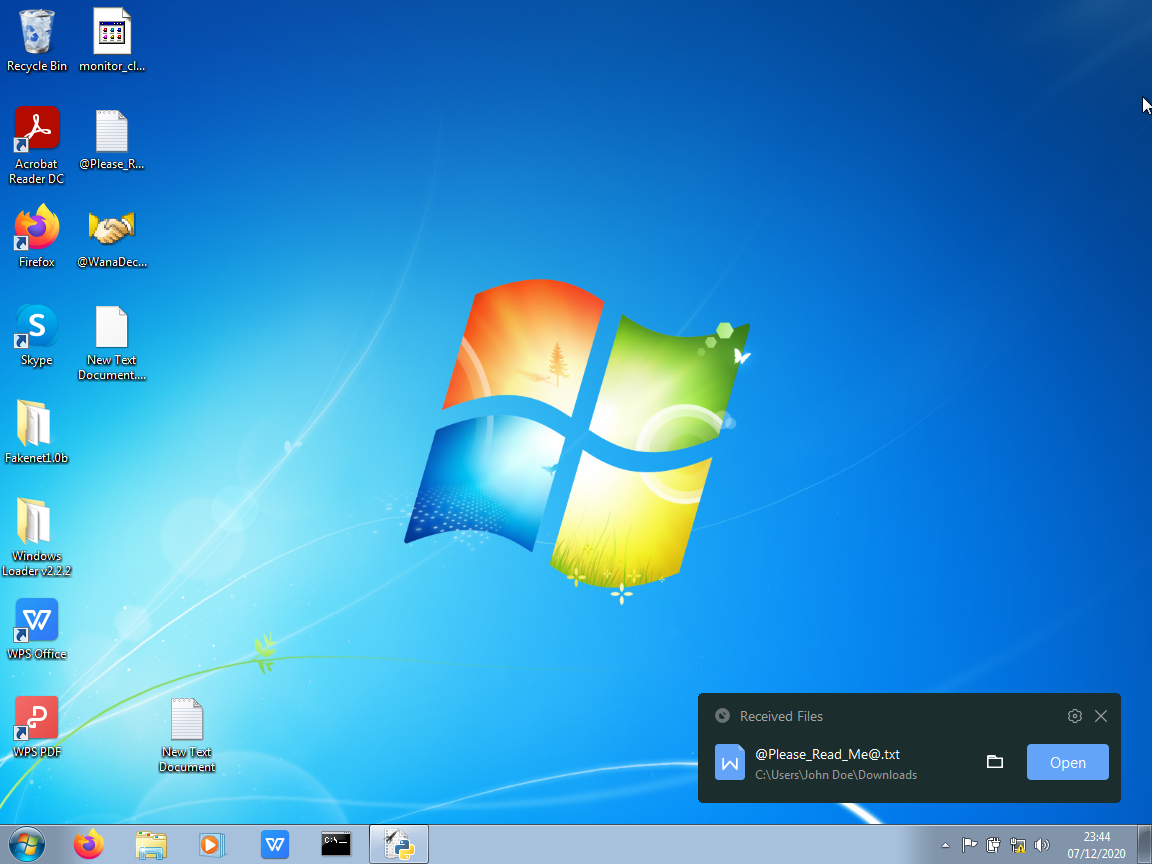 Recycle Bin
monitor_cl...
Acrobat
Reader DC
@Please_R...
Firefox
@WanaDec...
Skype
New Text
Document....
Fakenet1.0b
Windows
Loader v2.2.2
WPS Office
WPS PDF
New Text
Document
Received Files
@Please_Read_Me@.txt
C:\Users\John Doe\Downloads
Open
23:44
07/12/2020